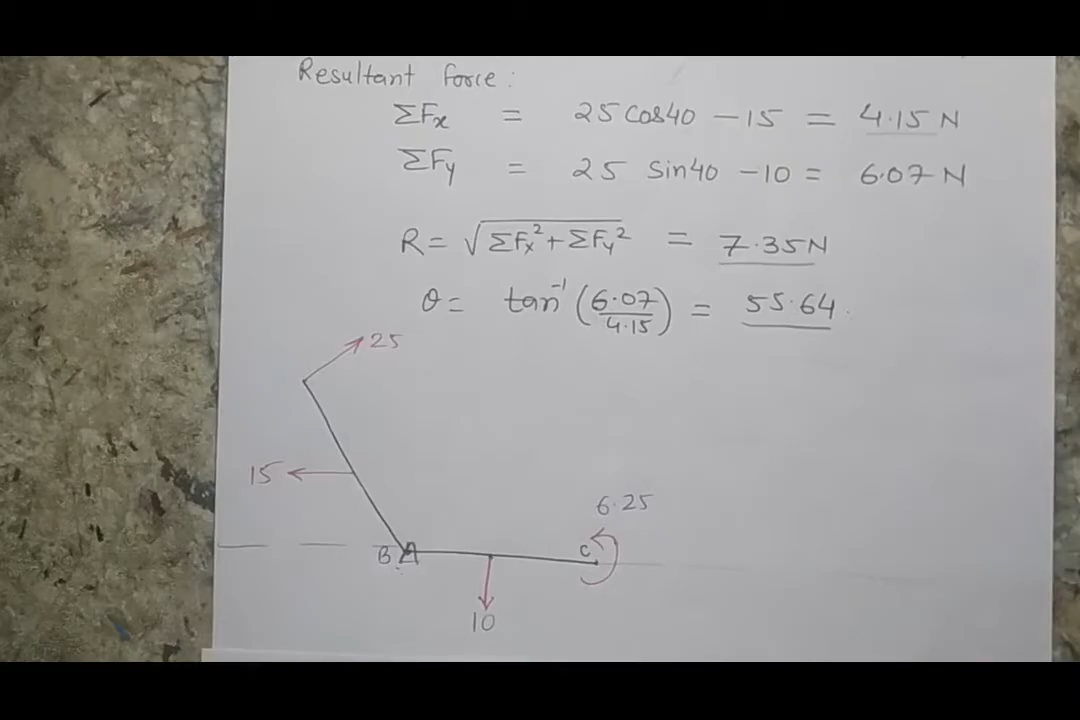 Resultant force:
ΣFx = 25 cos40 - 15 = 4.15 N
ΣFy = 25 sin40 - 10 = 6.07 N
R = √ΣFx² + ΣFy² = 7.35N
θ = tan⁻¹ (6.07/4.15) = 55.64.
25
15
6.25
B
C
10